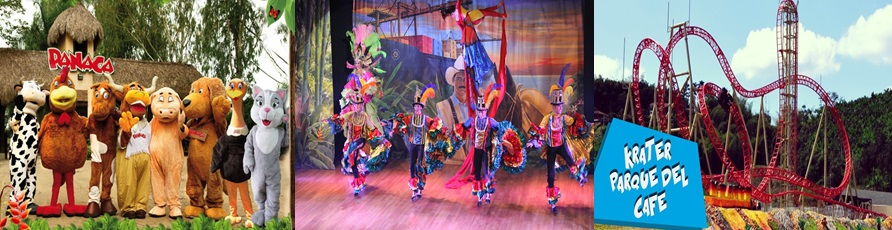 PANACA
KRATER
PARQUE DEL
CAFE